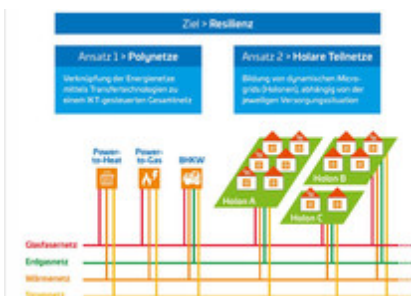 Ziel > Resilienz
Ansatz 1 > Polynetze
Verknüpfung der Energienetze
mittels Transfertechnologien zu
einem IKT-gesteuerten Gesamtnetz
Ansatz 2 > Holare Teilnetze
Bildung von dynamischen Micro-
grids (Holonen), abhängig von der
jeweiligen Versorgungssituation
Power-
to-Heat
Power-
to-Gas
BHKW
Holon A
Holon B
Holon C
Glasfasernetz
Erdgasnetz
Wärmenetz